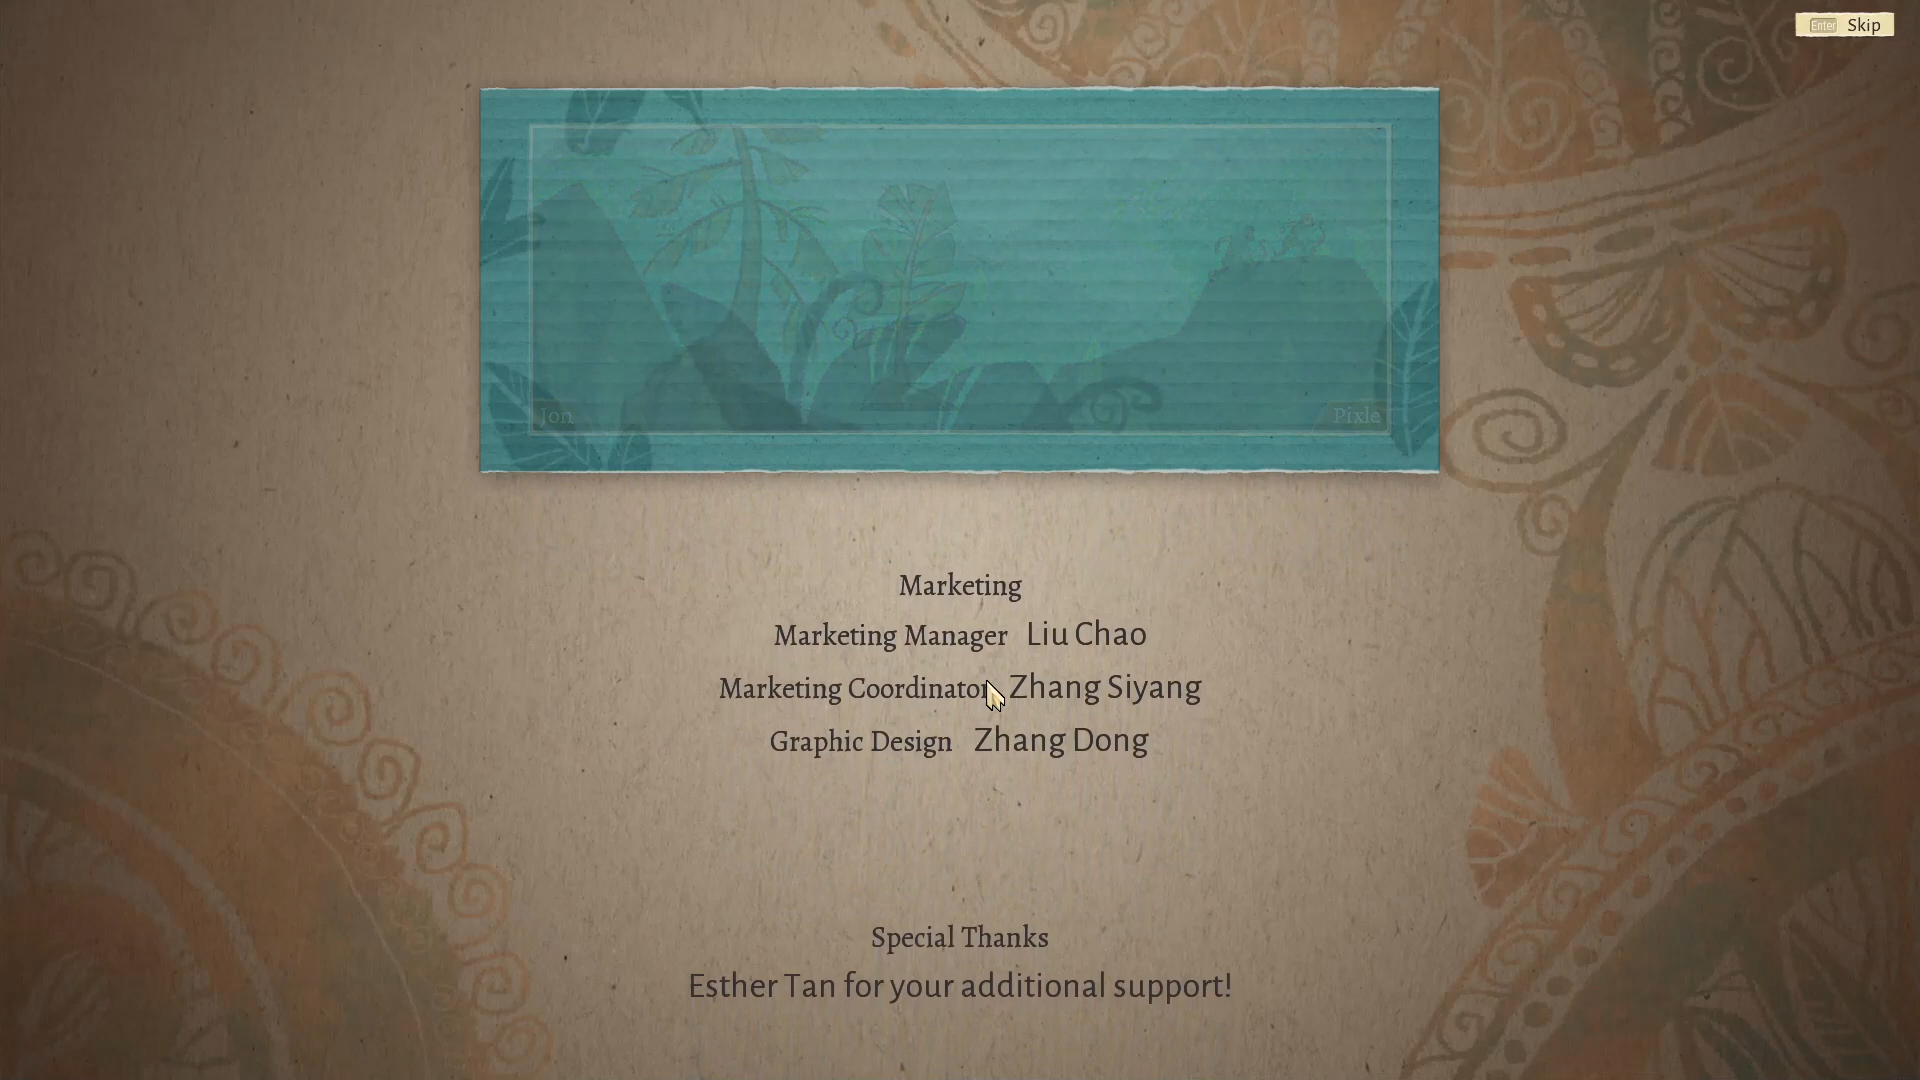 Enter Skip
Jon Pixle
Marketing
Marketing Manager Liu Chao
Marketing Coordinator Zhang Siyang
Graphic Design Zhang Dong
Special Thanks
Esther Tan for your additional support!